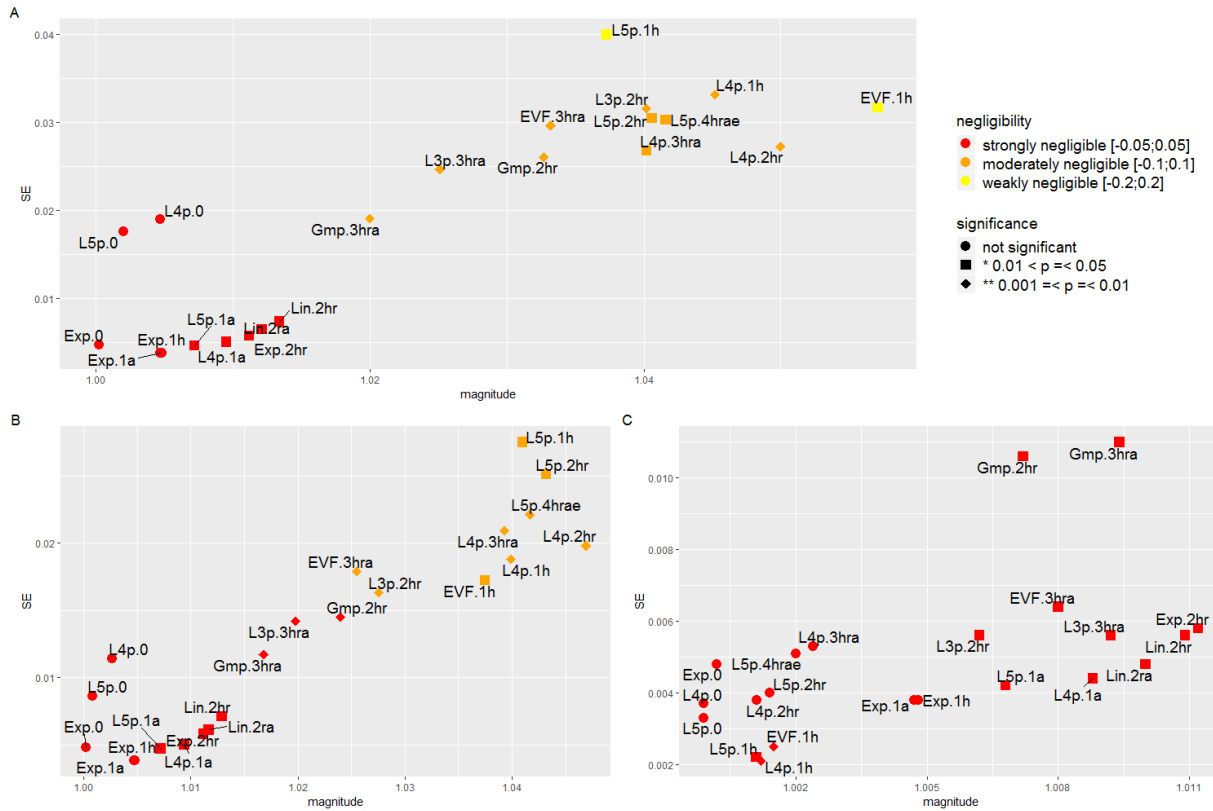 A
0.04
0.03
0.02
0.01
SE
1.00
1.02
1.04
magnitude
L5p.1h
L4p.1h
EVF.1h
L3p.2hr
EVF.3hra
L5p.2hr
L5p.4hrae
L4p.3hra
L4p.2hr
L3p.3hra
Gmp.2hr
Gmp.3hra
L4p.0
L5p.0
Lin.2hr
L5p.1a
Exp.0
Exp.1h
Lin.2ra
Exp.1a
L4p.1a
Exp.2hr
negligibility
strongly negligible [-0.05;0.05]
moderately negligible [-0.1;0.1]
weakly negligible [-0.2;0.2]
significance
not significant
* 0.01 < p =< 0.05
** 0.001 =< p =< 0.01
B
0.02
0.01
SE
1.00
1.01
1.02
1.03
1.04
magnitude
L5p.1h
L5p.2hr
L5p.4hrae
L4p.3hra
L4p.2hr
EVF.3hra
L4p.1h
L3p.2hr
EVF.1h
Gmp.2hr
L3p.3hra
Gmp.3hra
L4p.0
L5p.0
Lin.2hr
Exp.0
L5p.1a
Lin.2ra
Exp.1h
Exp.2hr
Exp.1a
L4p.1a
C
0.010
0.008
0.006
0.004
0.002
SE
1.002
1.005
1.008
1.011
magnitude
Gmp.3hra
Gmp.2hr
EVF.3hra
L4p.3hra
L3p.3hra
Exp.2hr
L3p.2hr
Lin.2hr
L5p.4hrae
Exp.0
L5p.2hr
L5p.1a
Lin.2ra
L4p.0
L4p.1a
L4p.2hr
Exp.1a
Exp.1h
L5p.0
EVF.1h
L5p.1h
L4p.1h